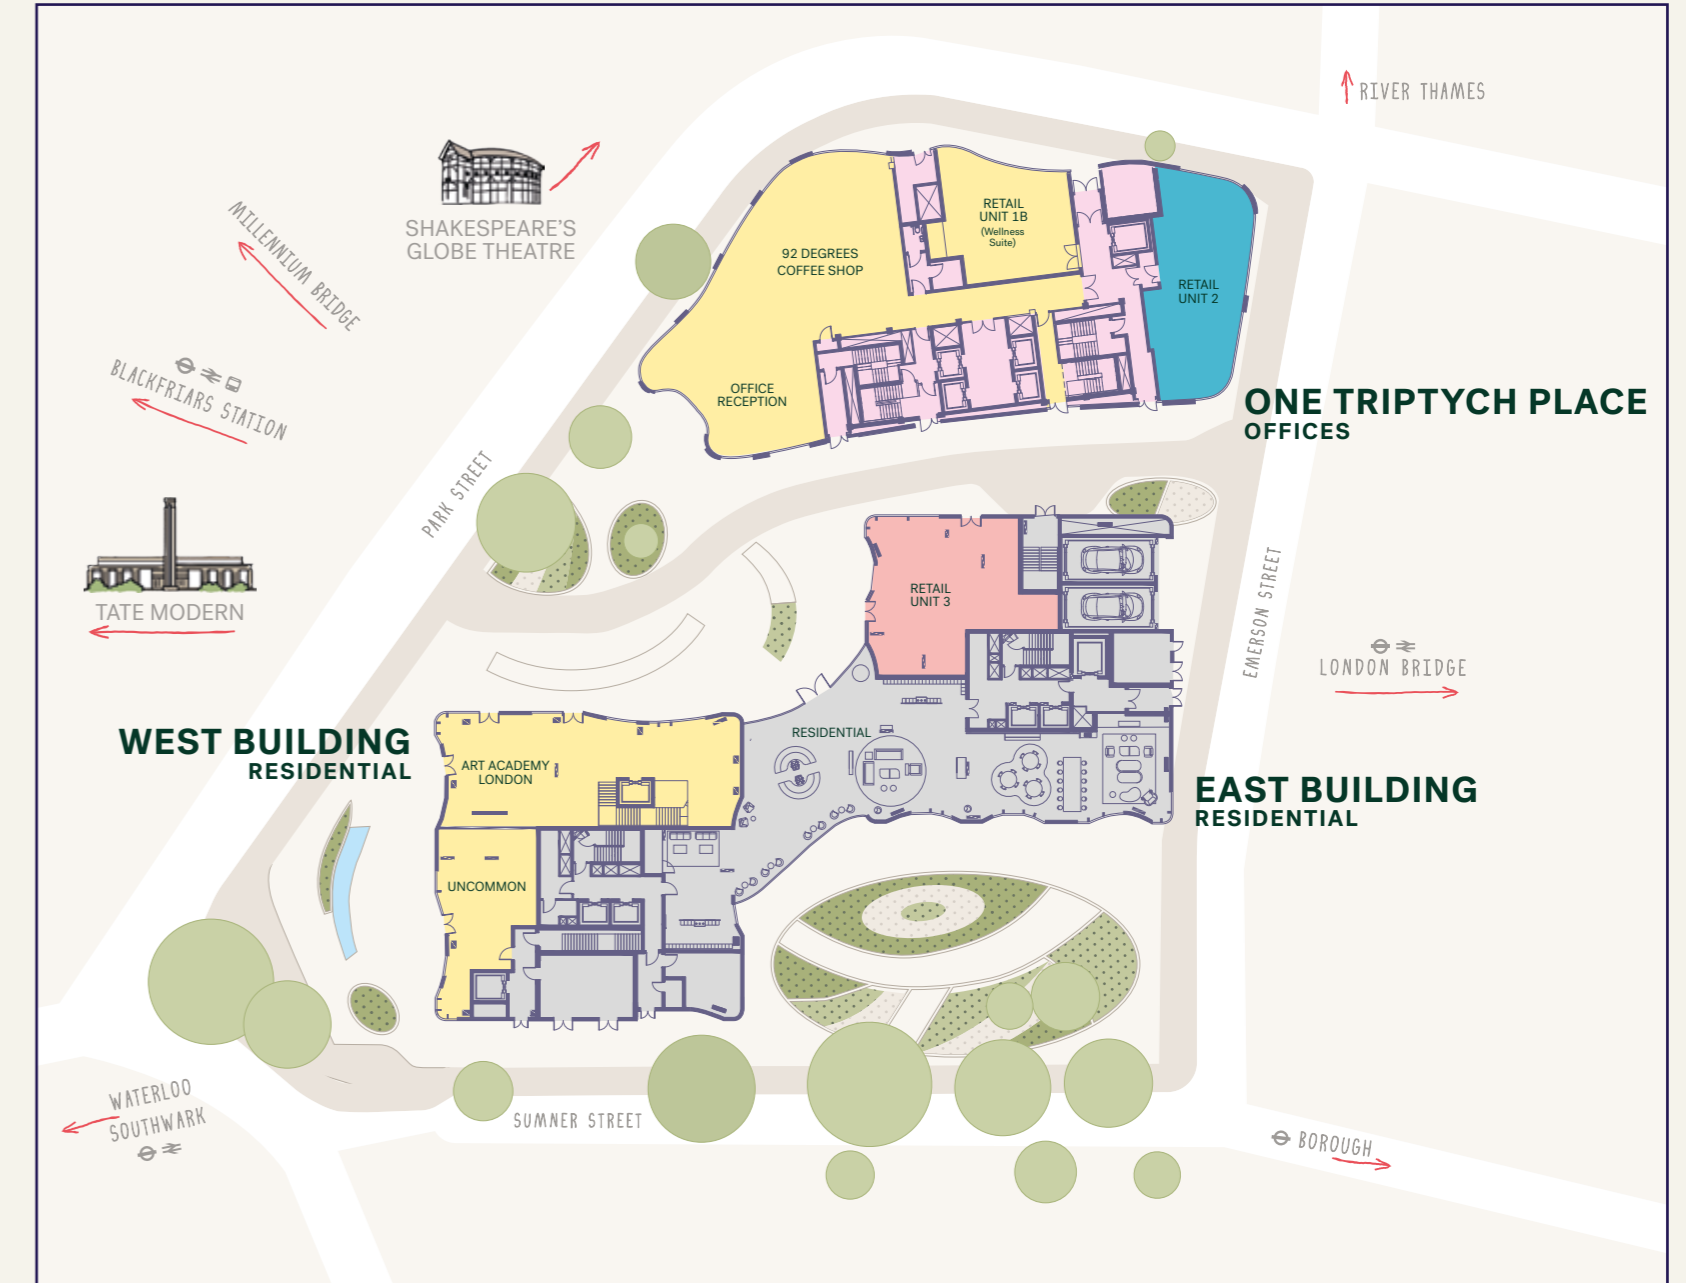 RIVER THAMES
SHAKESPEARE'S
GLOBE THEATRE
MILLENNIUM BRIDGE
BLACKFRIARS STATION
TATE MODERN
PARK STREET
92 DEGREES
COFFEE SHOP
RETAIL
UNIT 1B
(Wellness
Suite)
RETAIL
UNIT 2
OFFICE
RECEPTION
ONE TRIPTYCH PLACE
OFFICES
RETAIL
UNIT 3
EMERSON STREET
LONDON BRIDGE
WEST BUILDING
RESIDENTIAL
ART ACADEMY
LONDON
RESIDENTIAL
EAST BUILDING
RESIDENTIAL
UNCOMMON
WATERLOO
SOUTHWARK
SUMNER STREET
BOROUGH